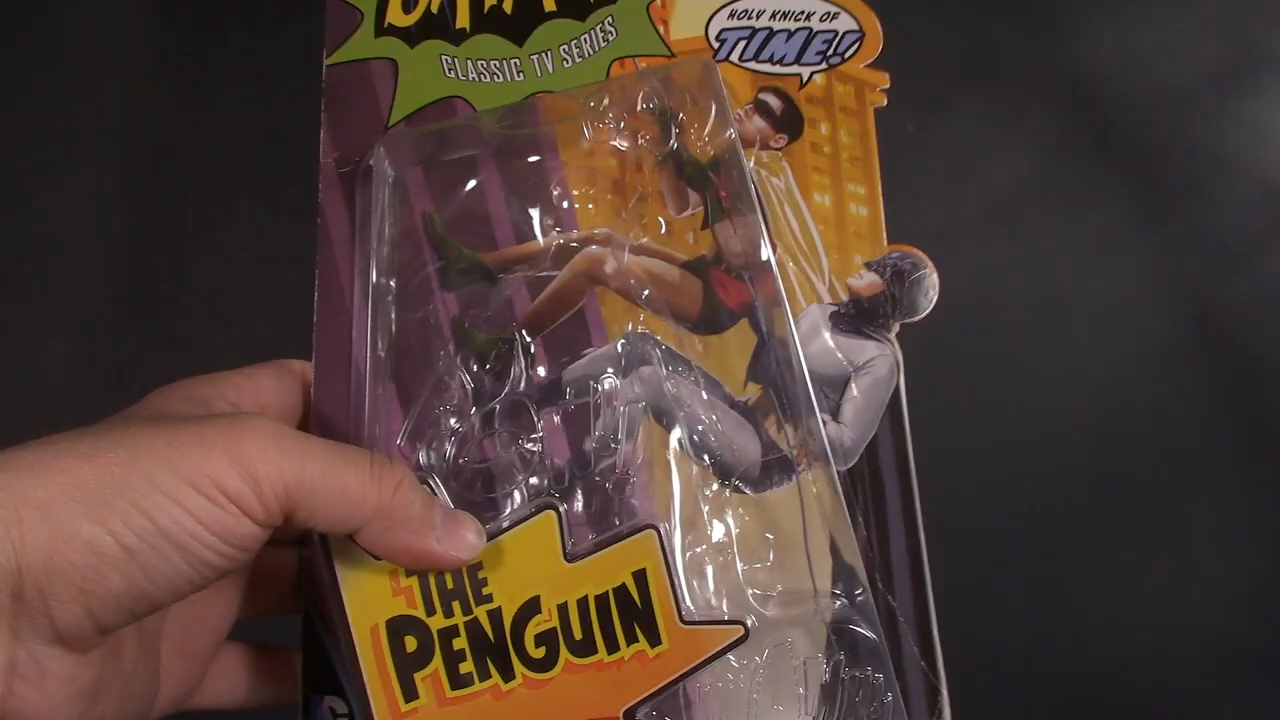 CLASSIC TV SERIES
HOLY KNICK OF
TIME!
THE
PENGUIN